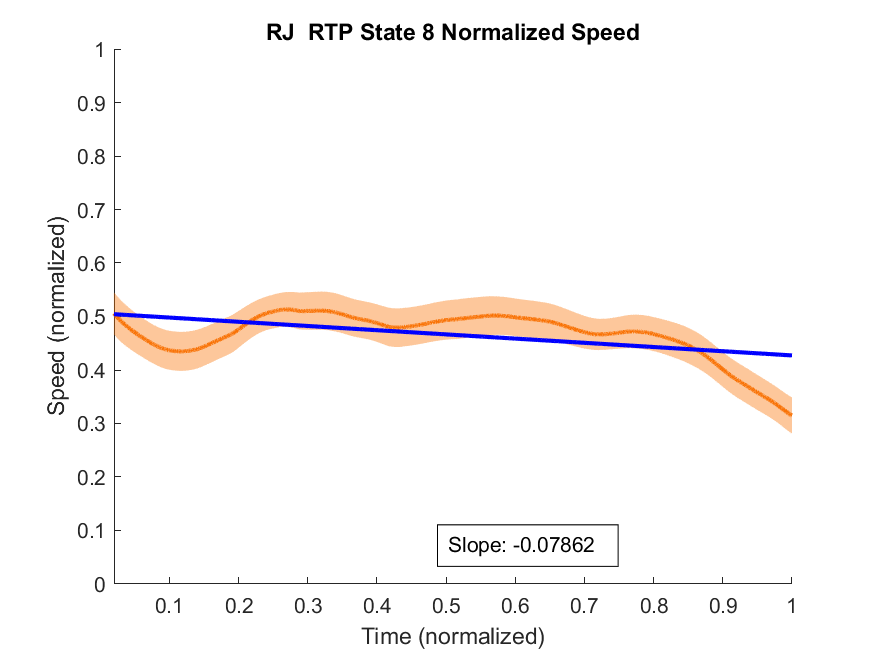 RJ  RTP State 8 Normalized Speed
1
0.9
0.8
0.7
0.6
0.5
0.4
0.3
0.2
0.1
0
Speed (normalized)
Slope: -0.07862
0.1 0.2 0.3 0.4 0.5 0.6 0.7 0.8 0.9 1
Time (normalized)